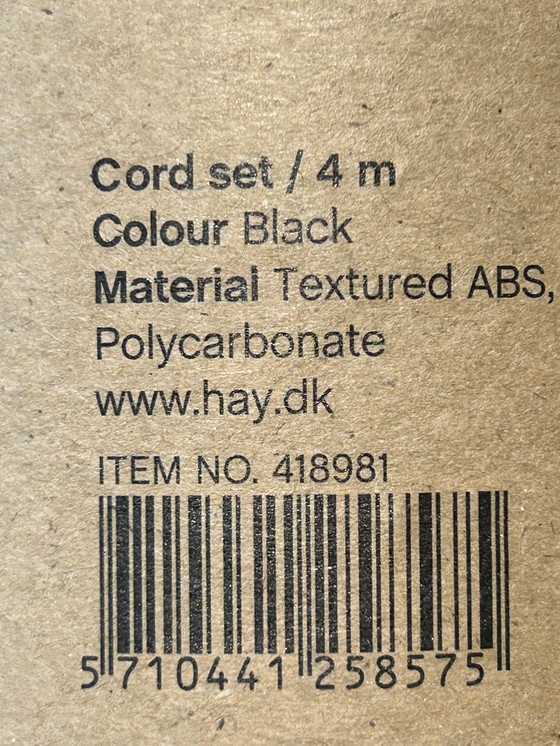 Cord set / 4 m
Colour Black
Material Textured ABS,
Polycarbonate
www.hay.dk
ITEM NO. 418981
5 710441 258575